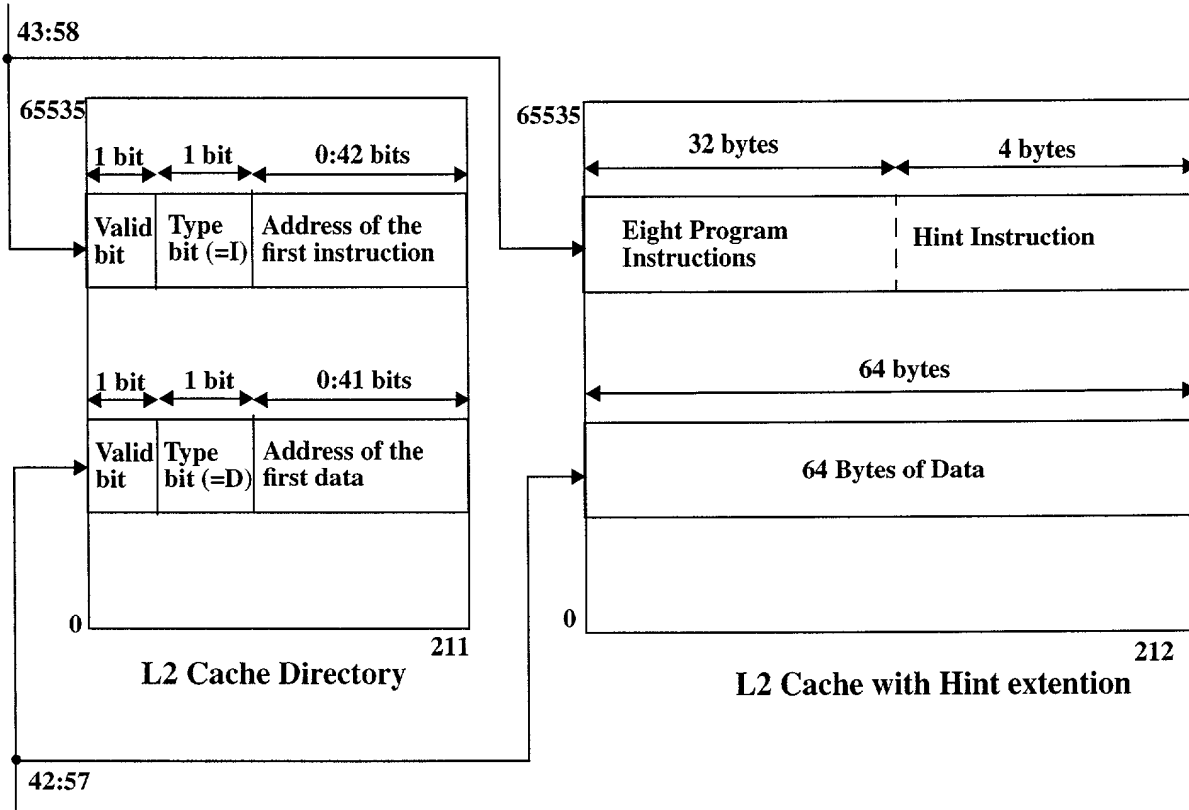 43:58
65535
1 bit
1 bit
0:42 bits
Valid bit
Type bit (=I)
Address of the first instruction
1 bit
1 bit
0:41 bits
Valid bit
Type bit (=D)
Address of the first data
0
211
L2 Cache Directory
65535
32 bytes
4 bytes
Eight Program
Instructions
Hint Instruction
64 bytes
64 Bytes of Data
0
212
L2 Cache with Hint extention
42:57